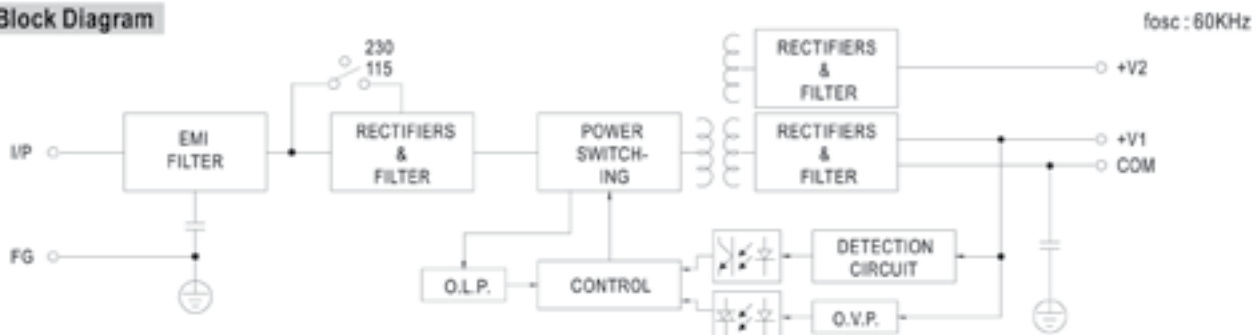 Block Diagram
fosc : 60KHz
230
115
RECTIFIERS
&
FILTER
+V2
I/P
EMI
FILTER
RECTIFIERS
&
FILTER
POWER
SWITCH-
ING
RECTIFIERS
&
FILTER
+V1
COM
FG
O.L.P.
CONTROL
DETECTION
CIRCUIT
O.V.P.